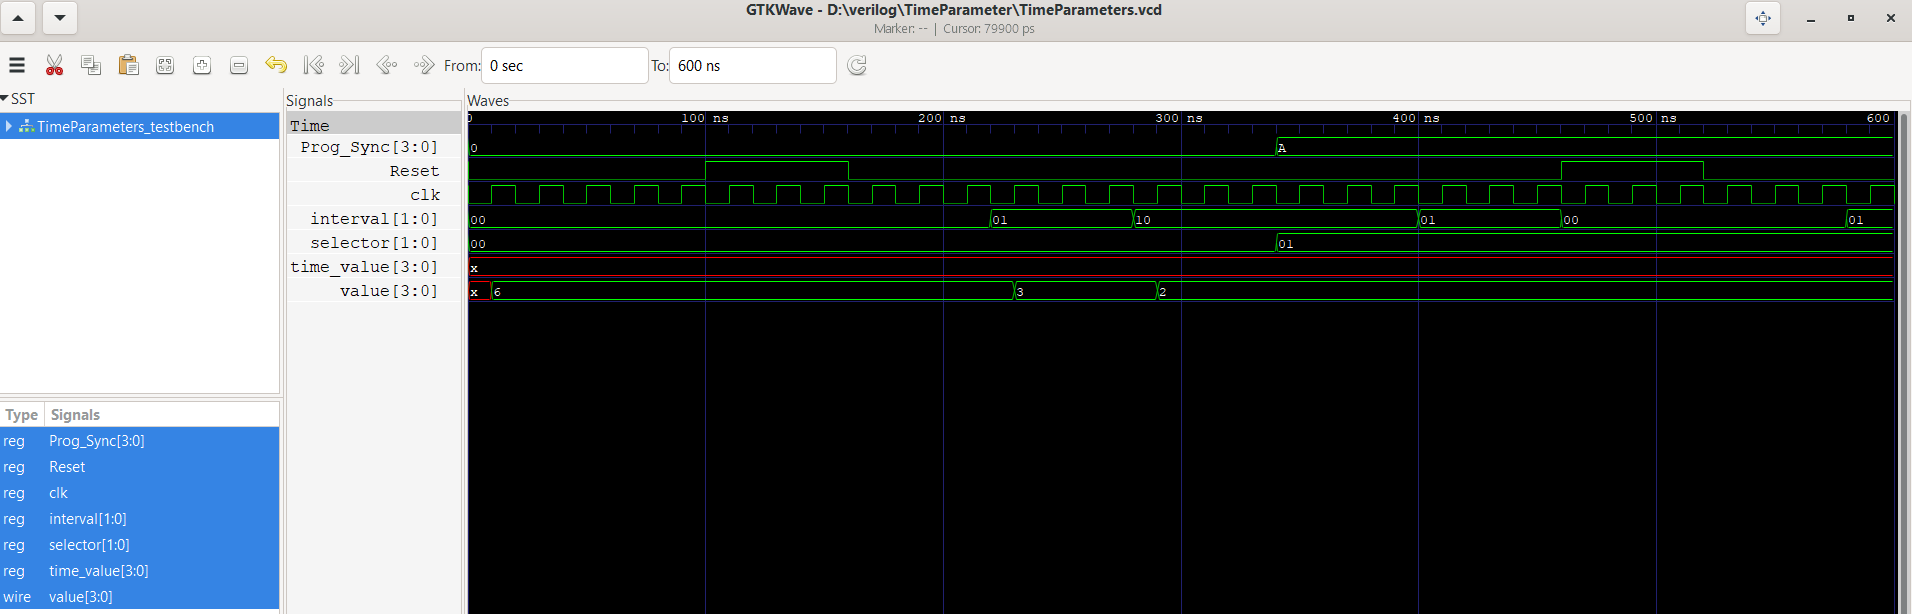 GTKWave - D:\verilog\TimeParameter\TimeParameters.vcd
Marker: -- | Cursor: 79900 ps
From: 0 sec To: 600 ns
SST
TimeParameters_testbench
Type Signals
reg Prog_Sync[3:0]
reg Reset
reg clk
reg interval[1:0]
reg selector[1:0]
reg time_value[3:0]
wire value[3:0]
Signals
Time
Prog_Sync[3:0]
Reset
clk
interval[1:0]
selector[1:0]
time_value[3:0]
value[3:0]
Waves
0 100 ns 200 ns 300 ns 400 ns 500 ns 600
0 A
00 01 10 01 00 01
00 01
x
x 6 3 2